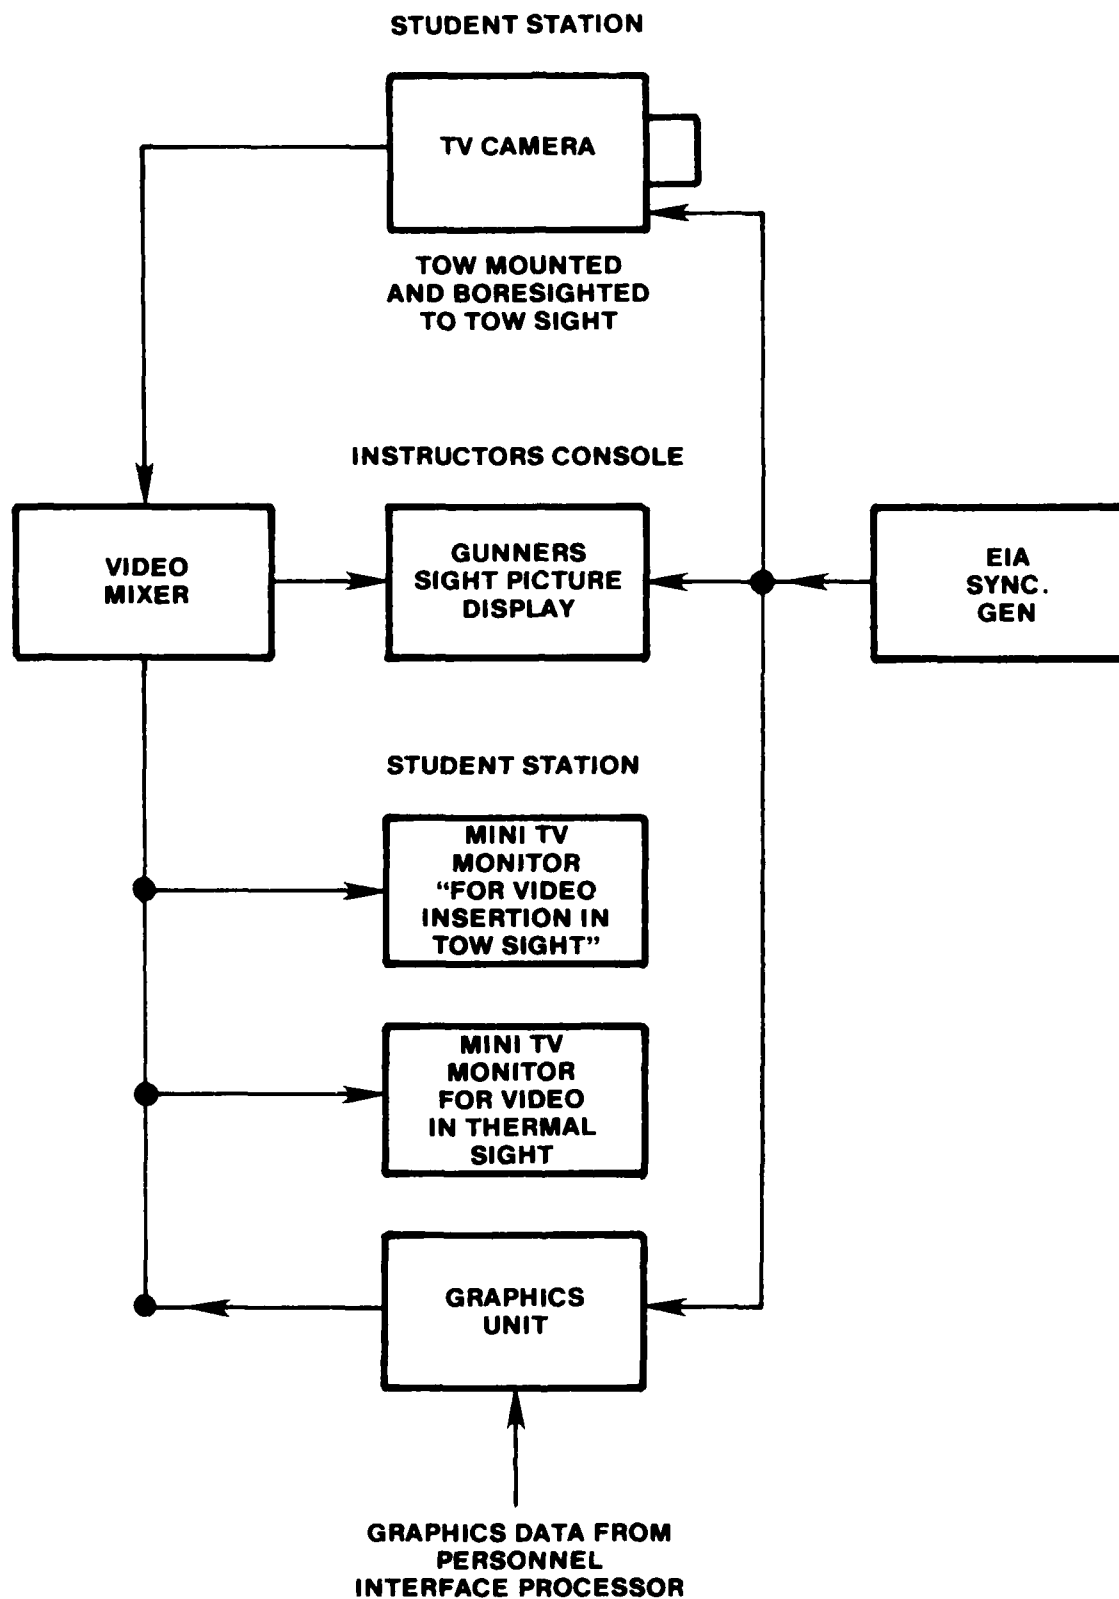 STUDENT STATION
TV CAMERA
TOW MOUNTED
AND BORESIGHTED
TO TOW SIGHT
INSTRUCTORS CONSOLE
VIDEO
MIXER
GUNNERS
SIGHT PICTURE
DISPLAY
EIA
SYNC.
GEN
STUDENT STATION
MINI TV
MONITOR
“FOR VIDEO
INSERTION IN
TOW SIGHT”
MINI TV
MONITOR
FOR VIDEO
IN THERMAL
SIGHT
GRAPHICS
UNIT
GRAPHICS DATA FROM
PERSONNEL
INTERFACE PROCESSOR